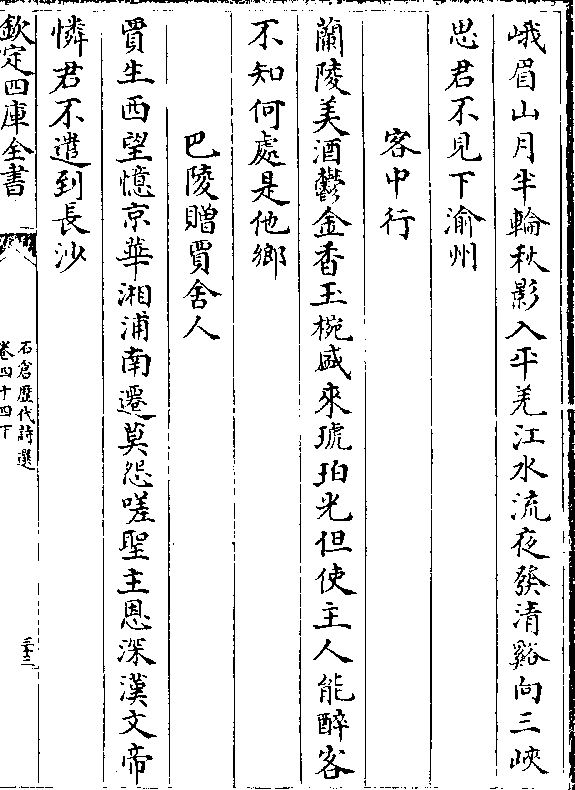 峨眉山月半輪秋影入平羌江水流夜發清谿向三峽
思君不見下渝州
客中行
蘭陵美酒鬱金香玉椀盛來琥珀光但使主人能醉客
不知何處是他鄉
巴陵贈賈舍人
賈生西望憶京華湘浦南遷莫怨嗟聖主恩深漢文帝
憐君不遣到長沙
欽定四庫全書
石倉歴代詩選
卷四十四下